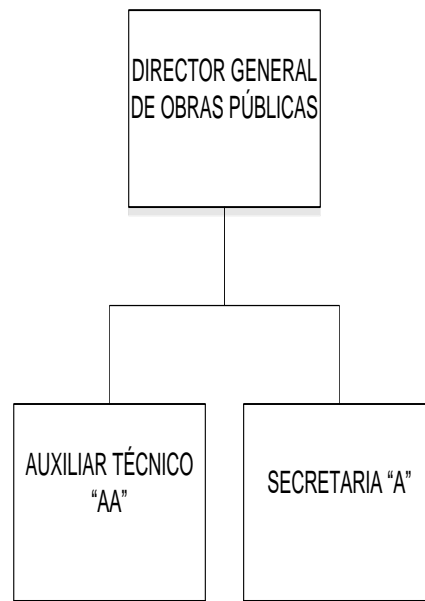 DIRECTOR GENERAL
DE OBRAS PÚBLICAS
AUXILIAR TÉCNICO
“AA”
SECRETARIA “A”